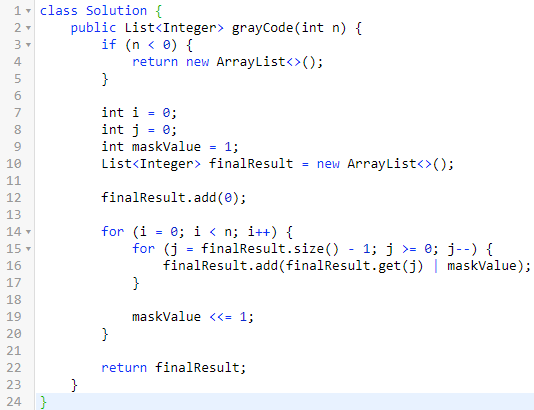 1 class Solution {
2 public List<Integer> grayCode(int n) {
3 if (n < 0) {
4 return new ArrayList<>();
5 }
6
7 int i = 0;
8 int j = 0;
9 int maskValue = 1;
10 List<Integer> finalResult = new ArrayList<>();
11
12 finalResult.add(0);
13
14 for (i = 0; i < n; i++) {
15 for (j = finalResult.size() - 1; j >= 0; j--) {
16 finalResult.add(finalResult.get(j) | maskValue);
17 }
18
19 maskValue <<= 1;
20 }
21
22 return finalResult;
23 }
24 }